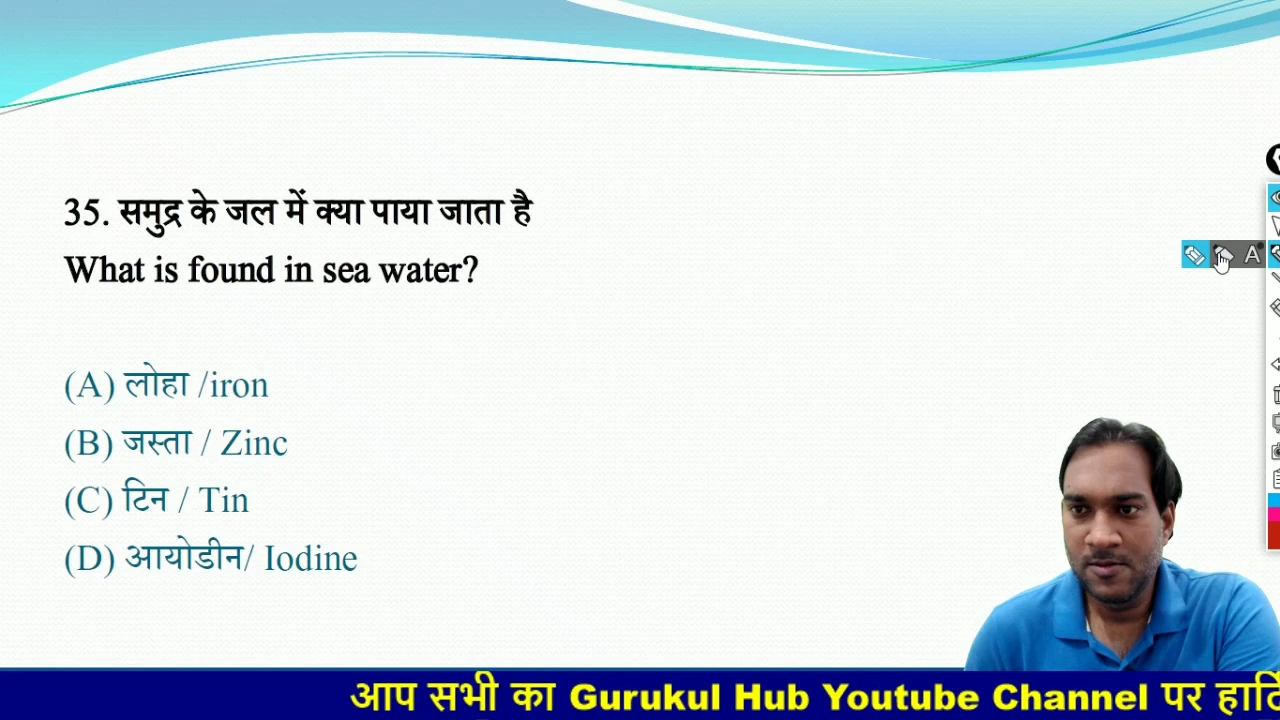 35. समुद्र के जल में क्या पाया जाता है
What is found in sea water?
(A) लोहा /iron
(B) जस्ता / Zinc
(C) टिन / Tin
(D) आयोडीन/ Iodine
A
आप सभी का Gurukul Hub Youtube Channel पर